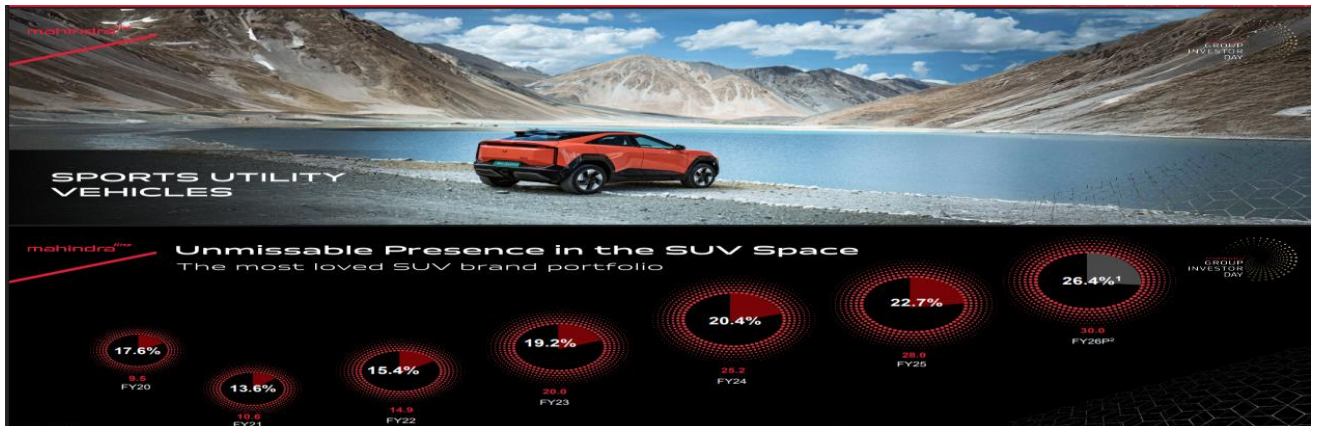 mahindra Rise
GROUP
INVESTOR
DAY
SPORTS UTILITY
VEHICLES
mahindra Rise
Unmissable Presence in the SUV Space
The most loved SUV brand portfolio
GROUP
INVESTOR
DAY
17.6%
9.5
FY20
13.6%
10.6
FY21
15.4%
14.9
FY22
19.2%
20.0
FY23
20.4%
25.2
FY24
22.7%
28.0
FY25
26.4%¹
30.0
FY26P²